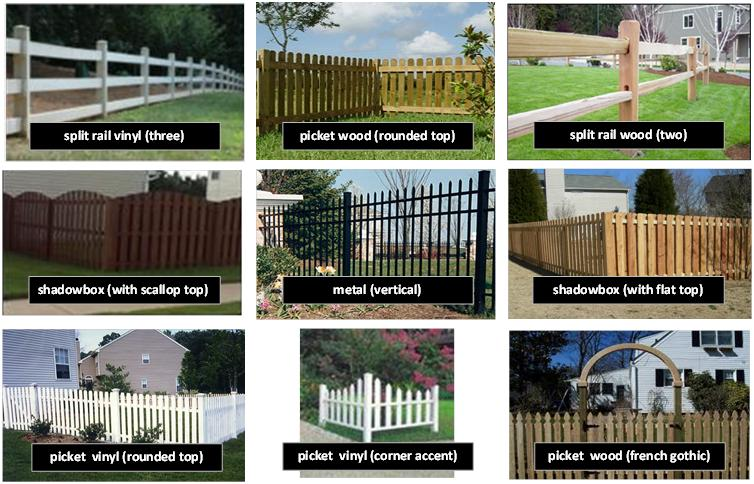 split rail vinyl (three)
picket wood (rounded top)
split rail wood (two)
shadowbox (with scallop top)
metal (vertical)
shadowbox (with flat top)
picket vinyl (rounded top)
picket vinyl (corner accent)
picket wood (french gothic)